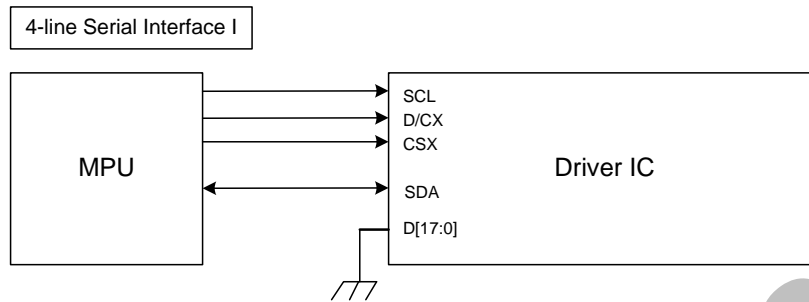 4-line Serial Interface I
MPU
SCL
D/CX
CSX
SDA
D[17:0]
Driver IC